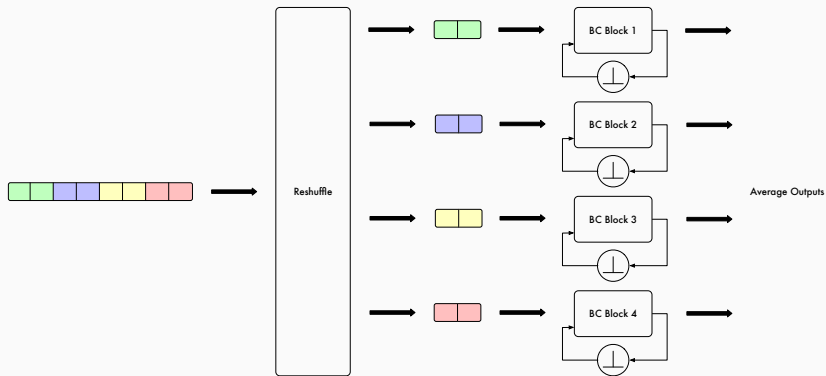 BC Block 1
BC Block 2
Reshuffle
Average Outputs
BC Block 3
BC Block 4